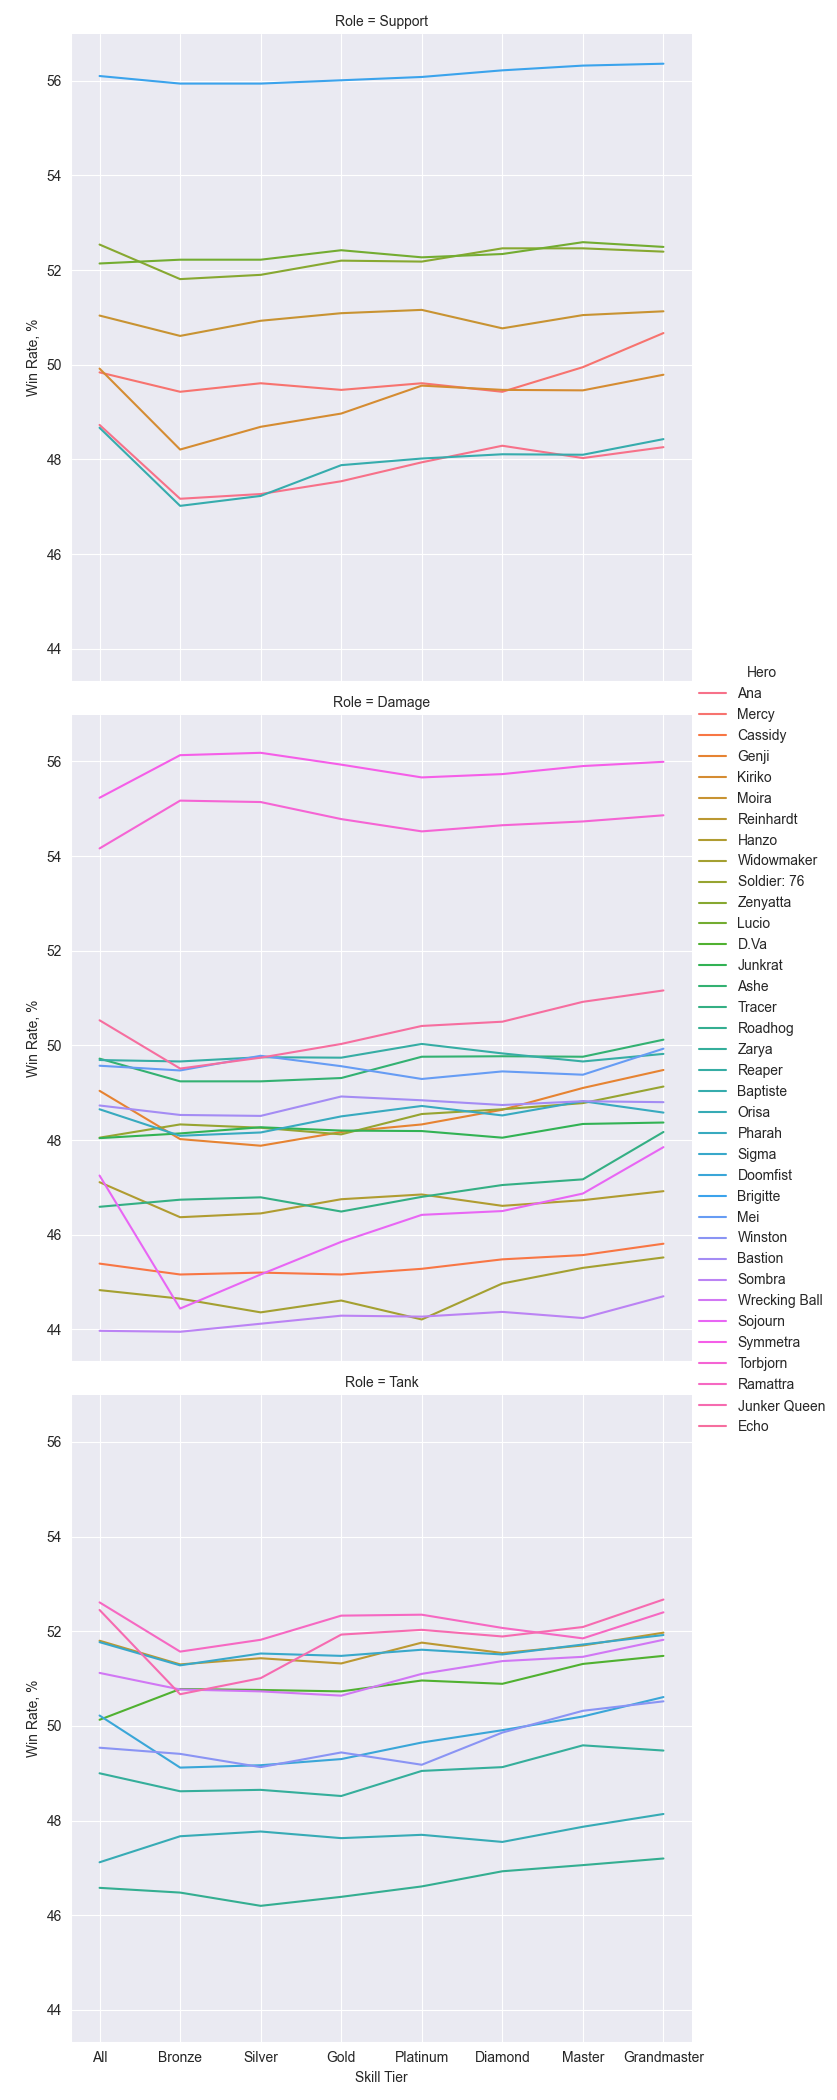 Role = Support
56
54
52
50
48
46
44
Win Rate, %
Role = Damage
56
54
52
50
48
46
44
Win Rate, %
Hero
Ana
Mercy
Cassidy
Genji
Kiriko
Moira
Reinhardt
Hanzo
Widowmaker
Soldier: 76
Zenyatta
Lucio
D.Va
Junkrat
Ashe
Tracer
Roadhog
Zarya
Reaper
Baptiste
Orisa
Pharah
Sigma
Doomfist
Brigitte
Mei
Winston
Bastion
Sombra
Wrecking Ball
Sojourn
Symmetra
Torbjorn
Ramattra
Junker Queen
Echo
Role = Tank
56
54
52
50
48
46
44
Win Rate, %
All Bronze Silver Gold Platinum Diamond Master Grandmaster
Skill Tier